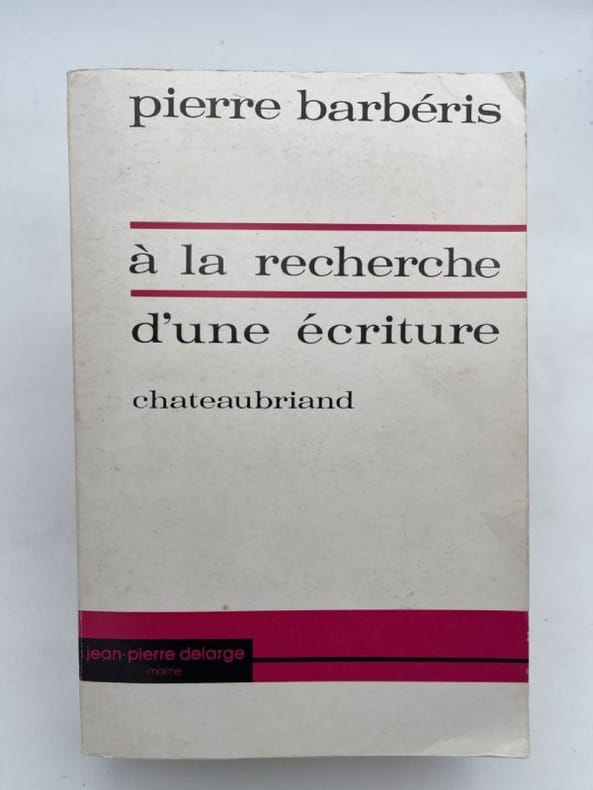 pierre barbéris
à la recherche
d'une écriture
chateaubriand
jean-pierre delarge
mame